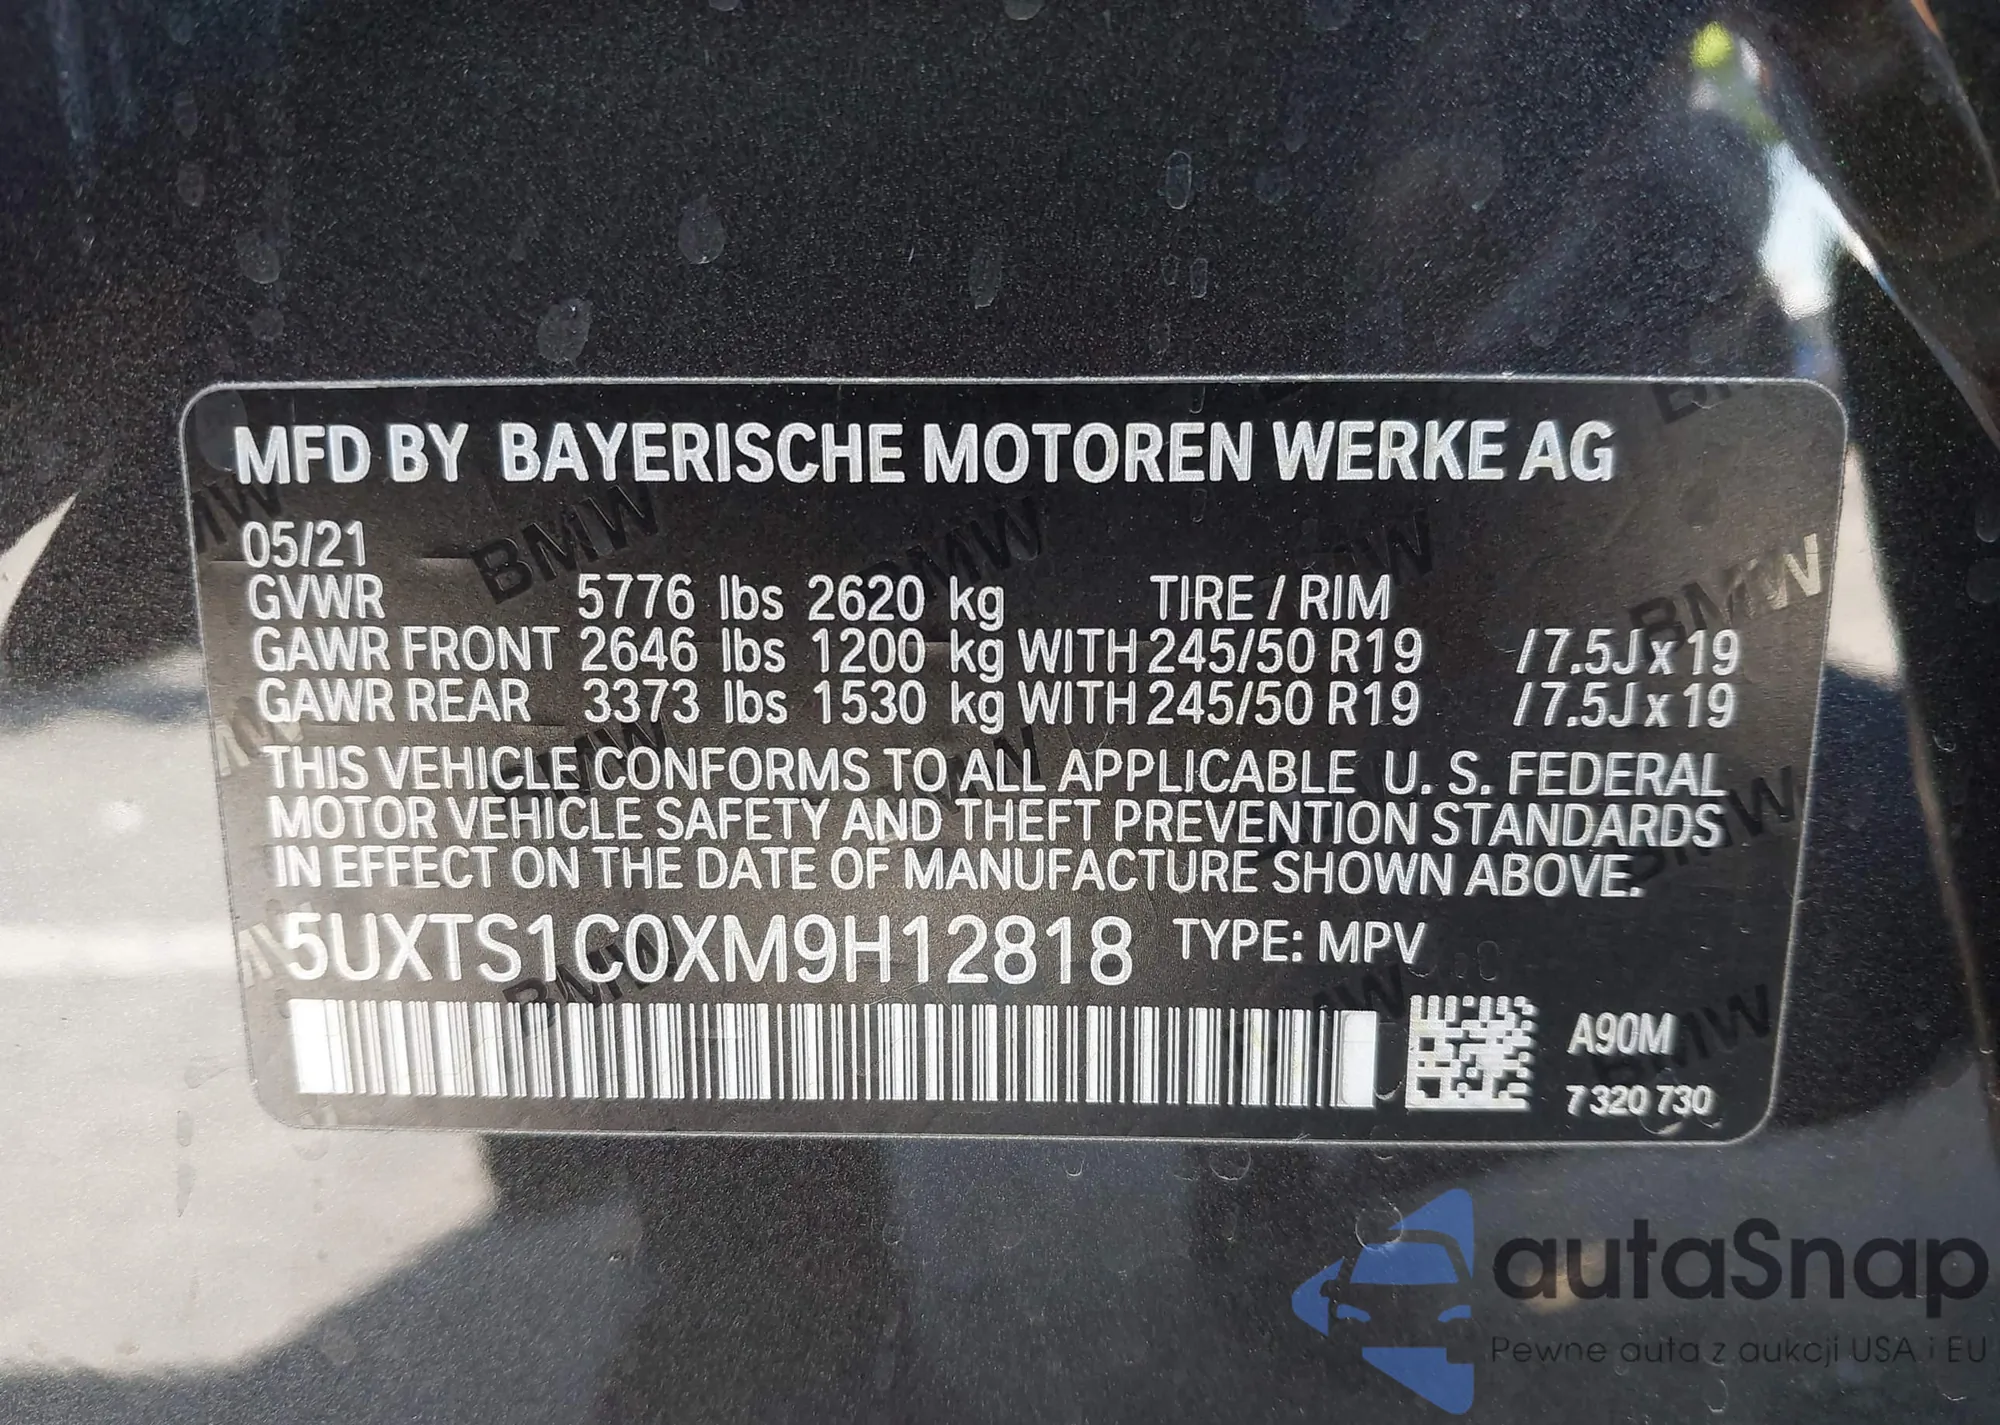 MFD BY BAYERISCHE MOTOREN WERKE AG
05/21
GVWR 5776 lbs 2620 kg TIRE / RIM
GAWR FRONT 2646 lbs 1200 kg WITH 245/50 R19 / 7.5J x 19
GAWR REAR 3373 lbs 1530 kg WITH 245/50 R19 / 7.5J x 19
THIS VEHICLE CONFORMS TO ALL APPLICABLE U. S. FEDERAL
MOTOR VEHICLE SAFETY AND THEFT PREVENTION STANDARDS
IN EFFECT ON THE DATE OF MANUFACTURE SHOWN ABOVE.
5UXTS1C0XM9H12818 TYPE: MPV
A90M
7 320 730
autaSnap
Pewne auta z aukcji USA i EU